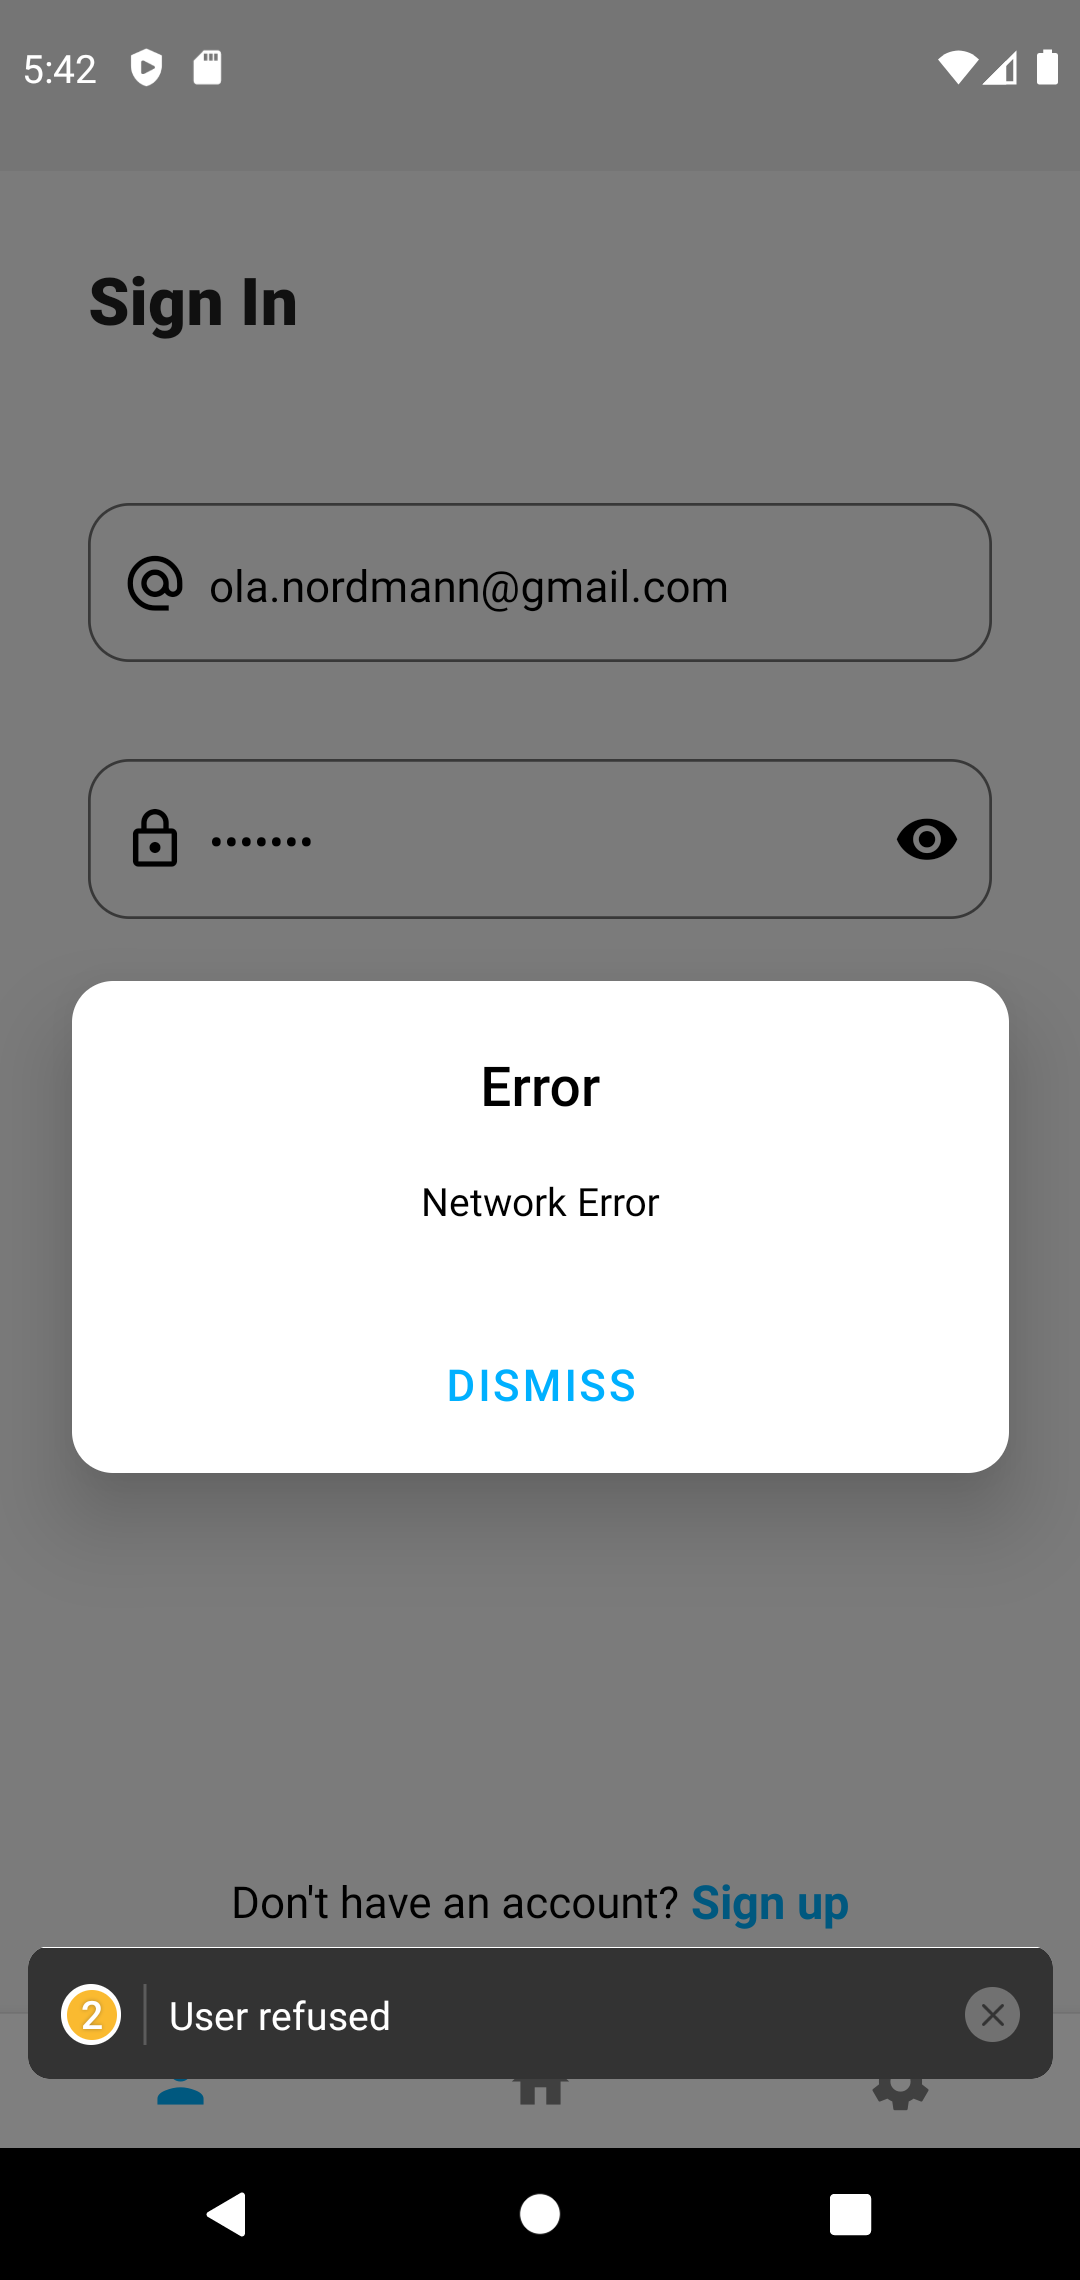 5:42
Sign In
ola.nordmann@gmail.com
•••••••
Error
Network Error
DISMISS
Don't have an account? Sign up
2 User refused